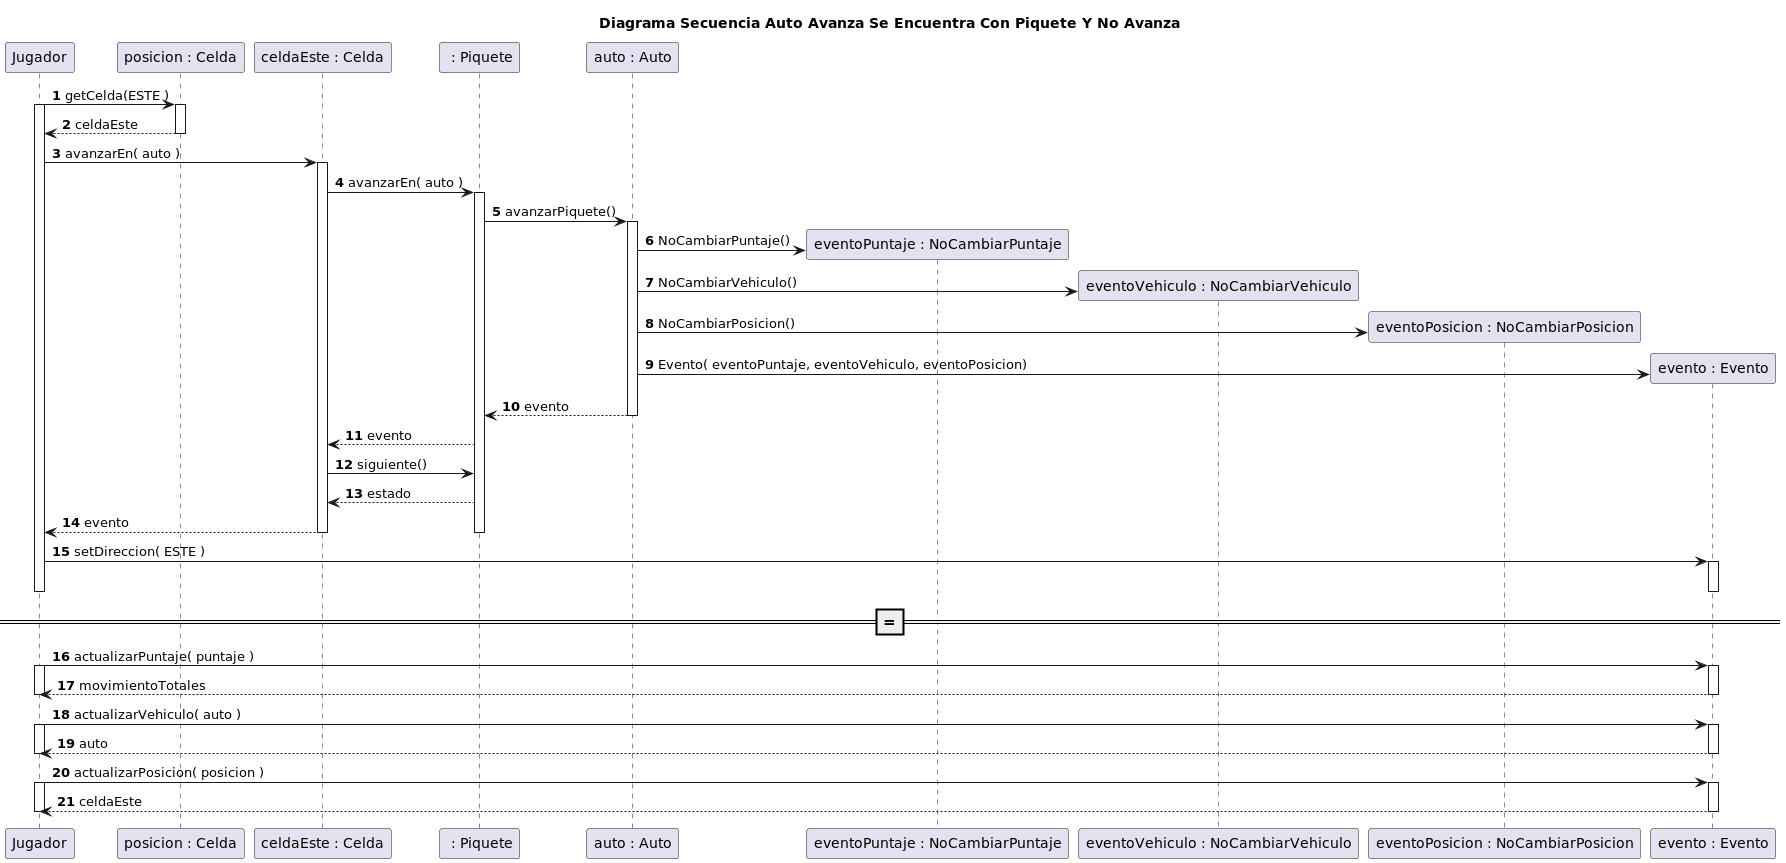 Diagrama Secuencia Auto Avanza Se Encuentra Con Piquete Y No Avanza
Jugador posicion : Celda celdaEste : Celda : Piquete auto : Auto
1 getCelda(ESTE )
2 celdaEste
3 avanzarEn( auto )
4 avanzarEn( auto )
5 avanzarPiquete()
6 NoCambiarPuntaje() eventoPuntaje : NoCambiarPuntaje
7 NoCambiarVehiculo() eventoVehiculo : NoCambiarVehiculo
8 NoCambiarPosicion() eventoPosicion : NoCambiarPosicion
9 Evento( eventoPuntaje, eventoVehiculo, eventoPosicion) evento : Evento
10 evento
11 evento
12 siguiente()
13 estado
14 evento
15 setDireccion( ESTE )
=
16 actualizarPuntaje( puntaje )
17 movimientoTotales
18 actualizarVehiculo( auto )
19 auto
20 actualizarPosicion( posicion )
21 celdaEste
Jugador posicion : Celda celdaEste : Celda : Piquete auto : Auto eventoPuntaje : NoCambiarPuntaje eventoVehiculo : NoCambiarVehiculo eventoPosicion : NoCambiarPosicion evento : Evento